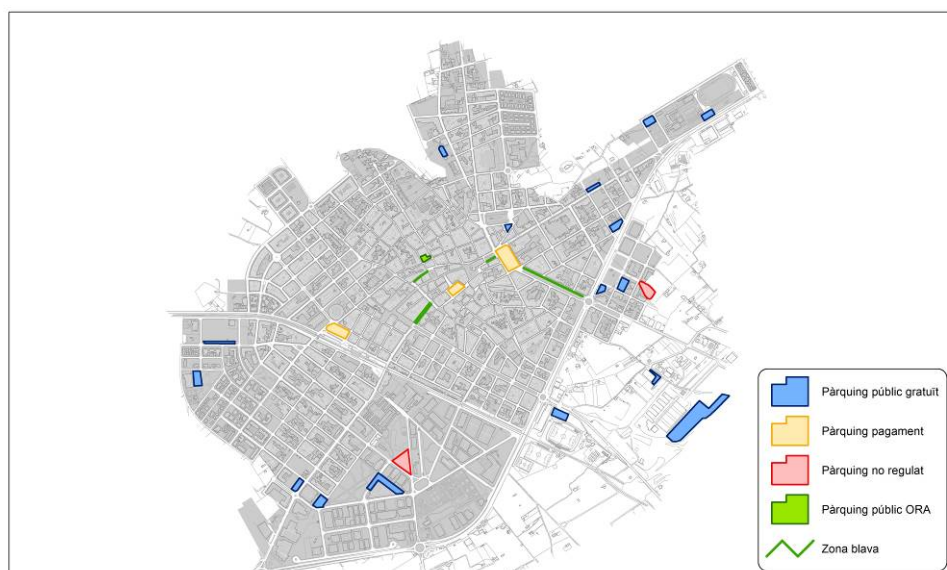 Pàrquing públic gratuït
Pàrquing pagament
Pàrquing no regulat
Pàrquing públic ORA
Zona blava